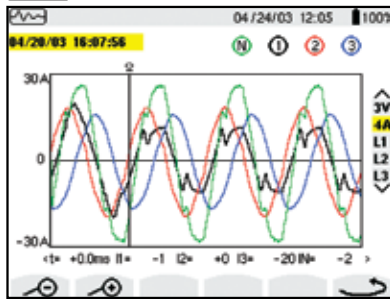 04/24/03 12:05 100%
04/20/03 16:07:56
N 1 2 3
30A
3V
4A
L1
0
L2
L3
-30A
<t= +0.0ms I1= -1 I2= +0 I3= -20 IN= -2 >